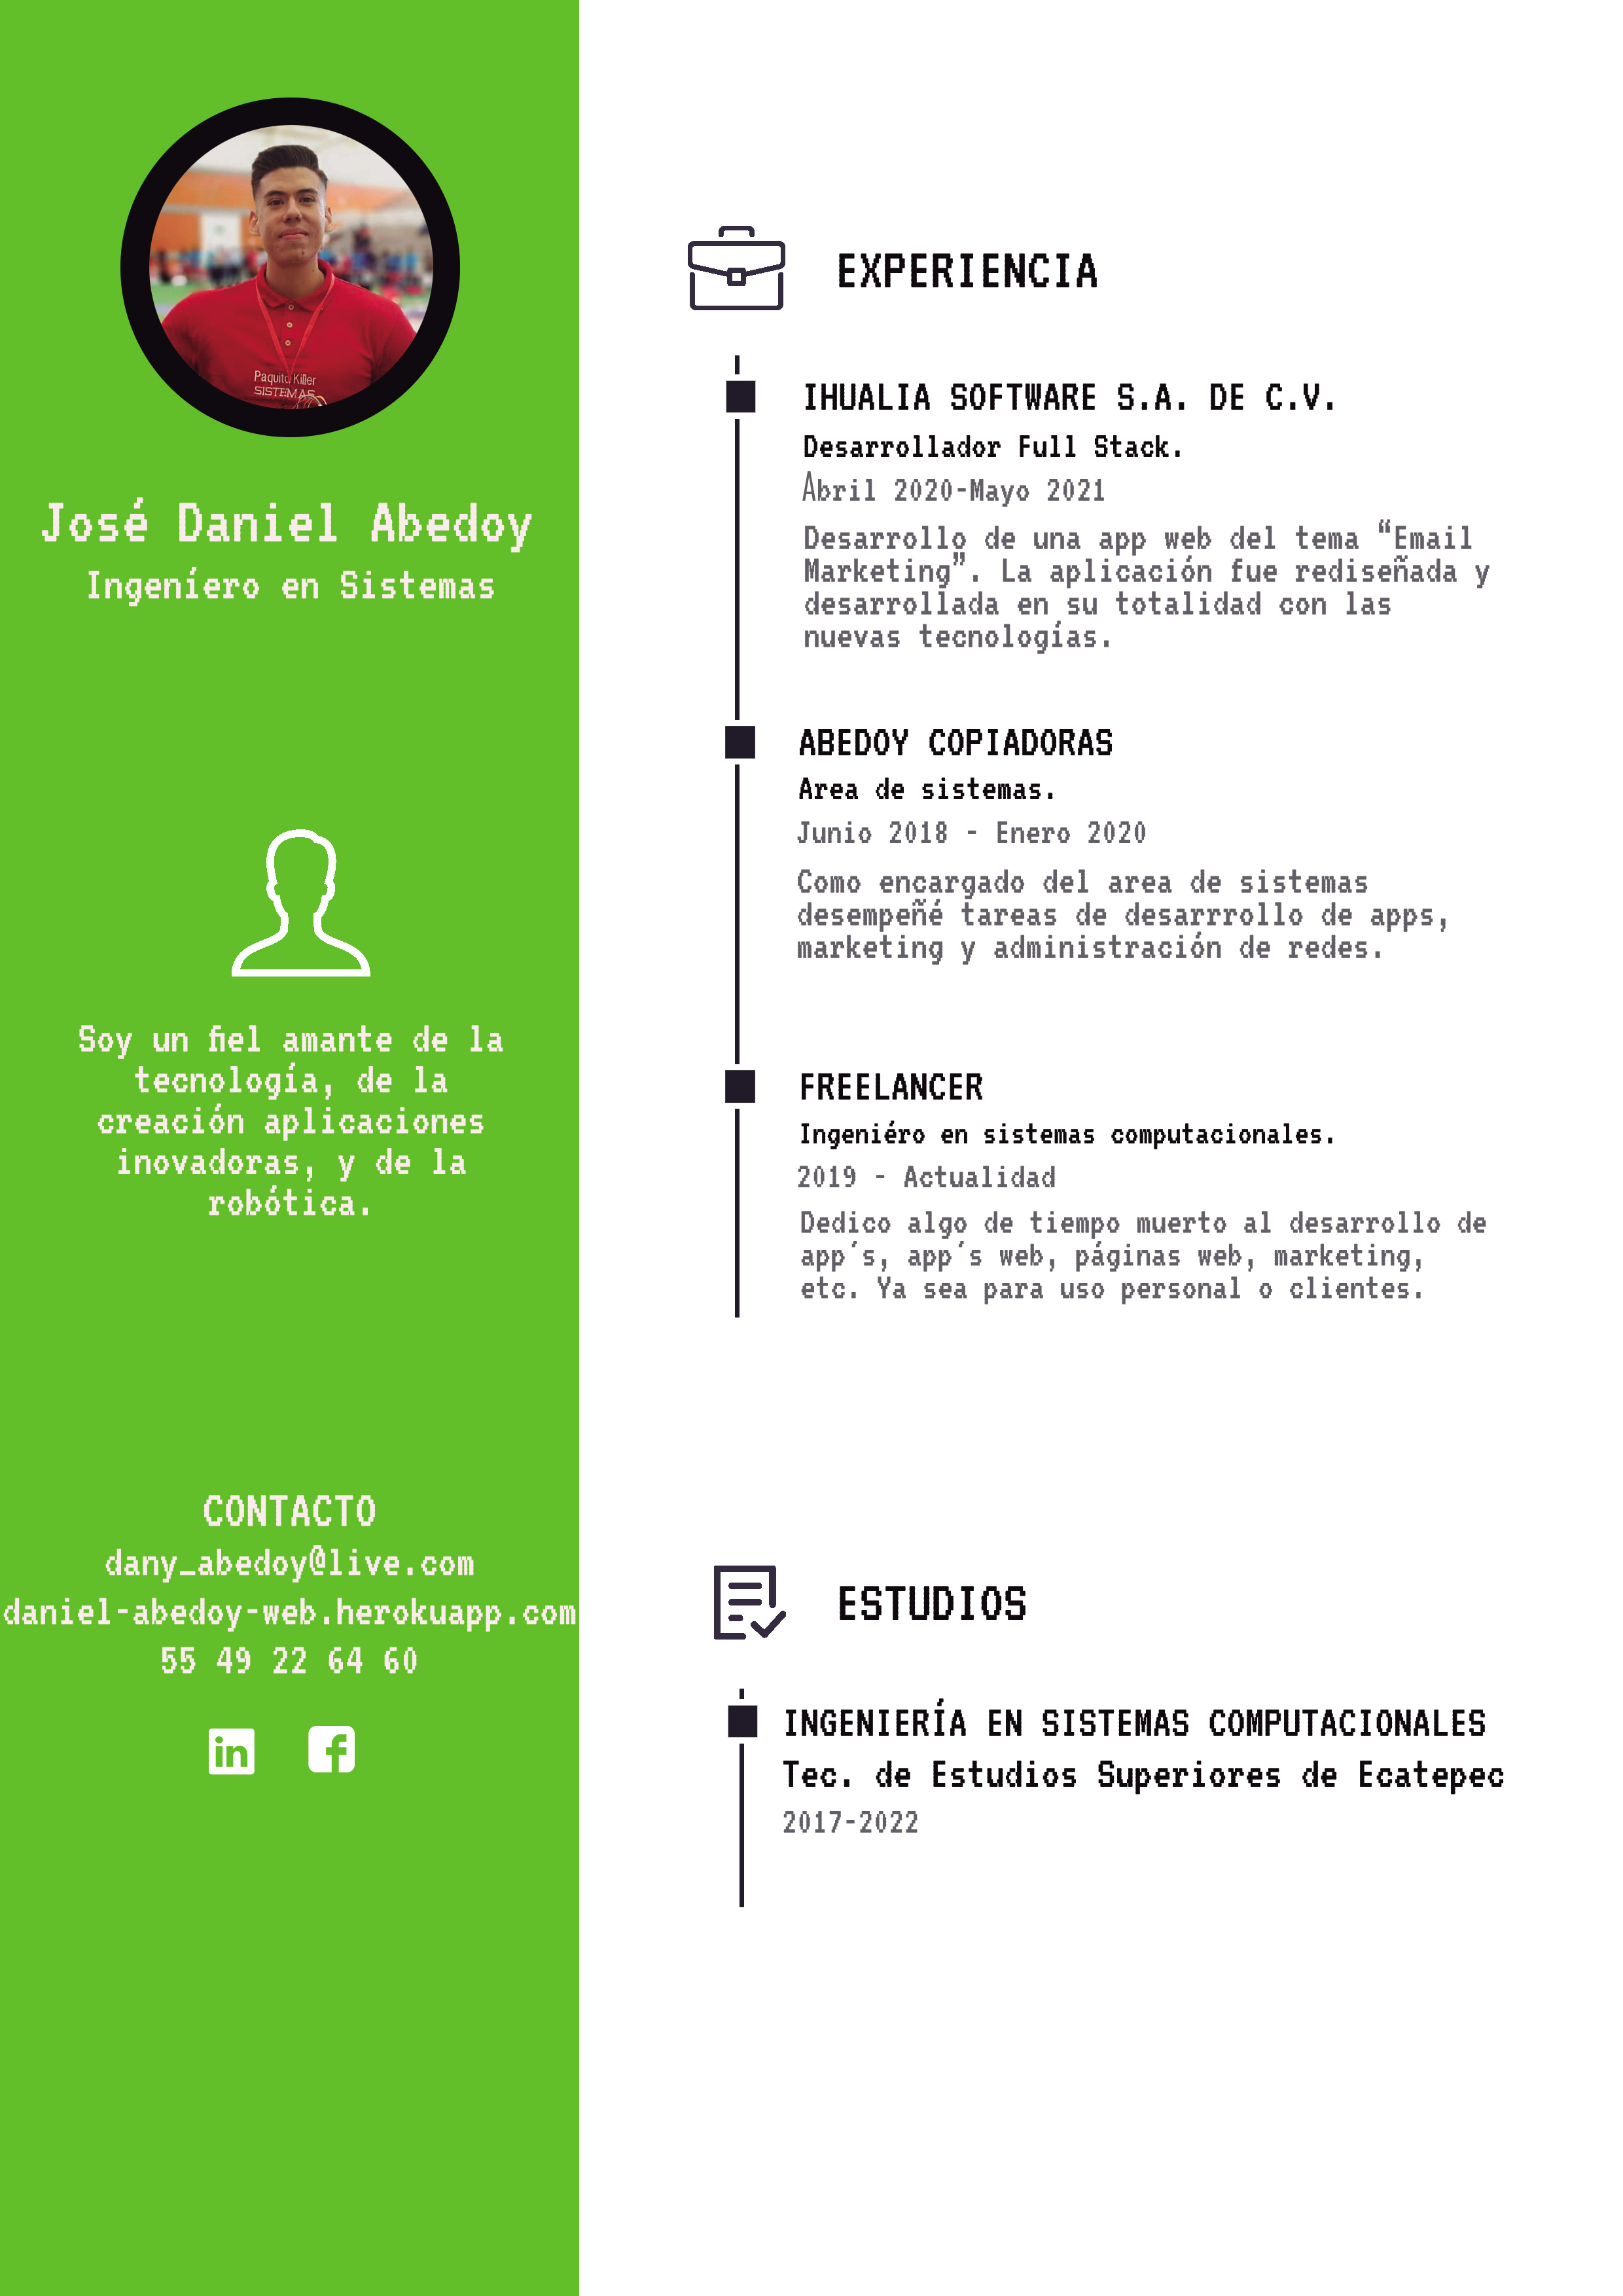 Paquito Killer
SISTEMAS
José Daniel Abedoy
Ingeníero en Sistemas
Soy un fiel amante de la
tecnología, de la
creación aplicaciones
inovadoras, y de la
robótica.
CONTACTO
dany_abedoy@live.com
daniel-abedoy-web.herokuapp.com
55 49 22 64 60
in f
EXPERIENCIA
IHUALIA SOFTWARE S.A. DE C.V.
Desarrollador Full Stack.
Abril 2020-Mayo 2021
Desarrollo de una app web del tema “Email
Marketing”. La aplicación fue rediseñada y
desarrollada en su totalidad con las
nuevas tecnologías.
ABEDOY COPIADORAS
Area de sistemas.
Junio 2018 - Enero 2020
Como encargado del area de sistemas
desempeñé tareas de desarrrollo de apps,
marketing y administración de redes.
FREELANCER
Ingeniéro en sistemas computacionales.
2019 - Actualidad
Dedico algo de tiempo muerto al desarrollo de
app´s, app´s web, páginas web, marketing,
etc. Ya sea para uso personal o clientes.
ESTUDIOS
INGENIERÍA EN SISTEMAS COMPUTACIONALES
Tec. de Estudios Superiores de Ecatepec
2017-2022